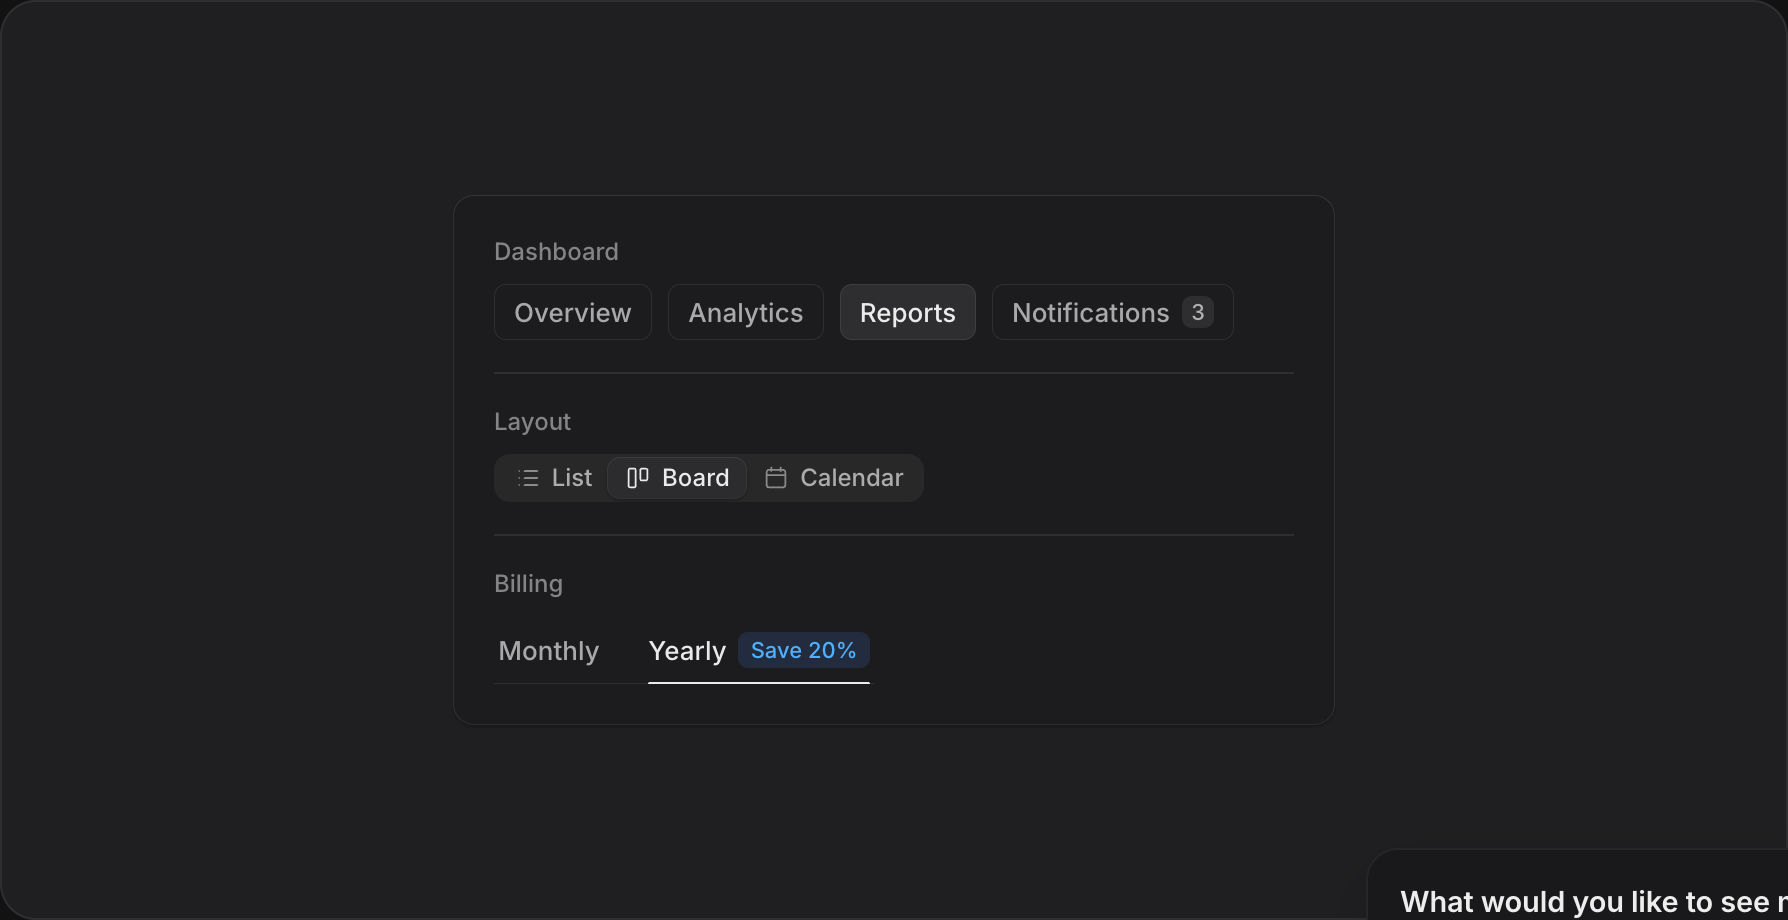 Dashboard
Overview Analytics Reports Notifications 3
Layout
List Board Calendar
Billing
Monthly Yearly Save 20%
What would you like to see